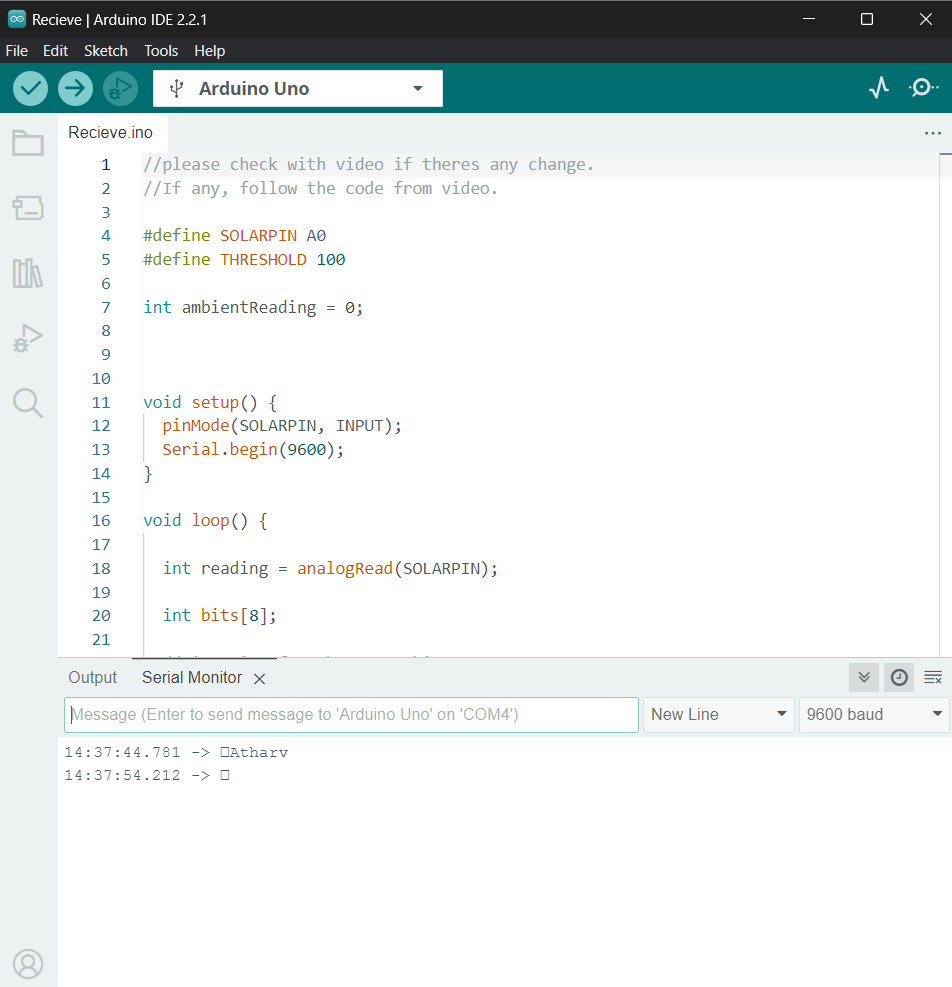 Recieve | Arduino IDE 2.2.1
File Edit Sketch Tools Help
Arduino Uno
Recieve.ino
1 //please check with video if theres any change.
2 //If any, follow the code from video.
3
4 #define SOLARPIN A0
5 #define THRESHOLD 100
6
7 int ambientReading = 0;
8
9
10
11 void setup() {
12 pinMode(SOLARPIN, INPUT);
13 Serial.begin(9600);
14 }
15
16 void loop() {
17
18 int reading = analogRead(SOLARPIN);
19
20 int bits[8];
21
Output Serial Monitor
Message (Enter to send message to 'Arduino Uno' on 'COM4') New Line 9600 baud
14:37:44.781 -> □Atharv
14:37:54.212 -> □